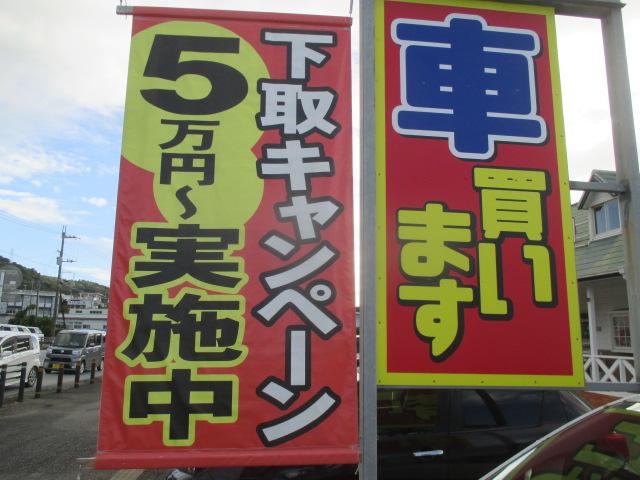 下取キャンペーン
5万円~実施中
車
買い
ます